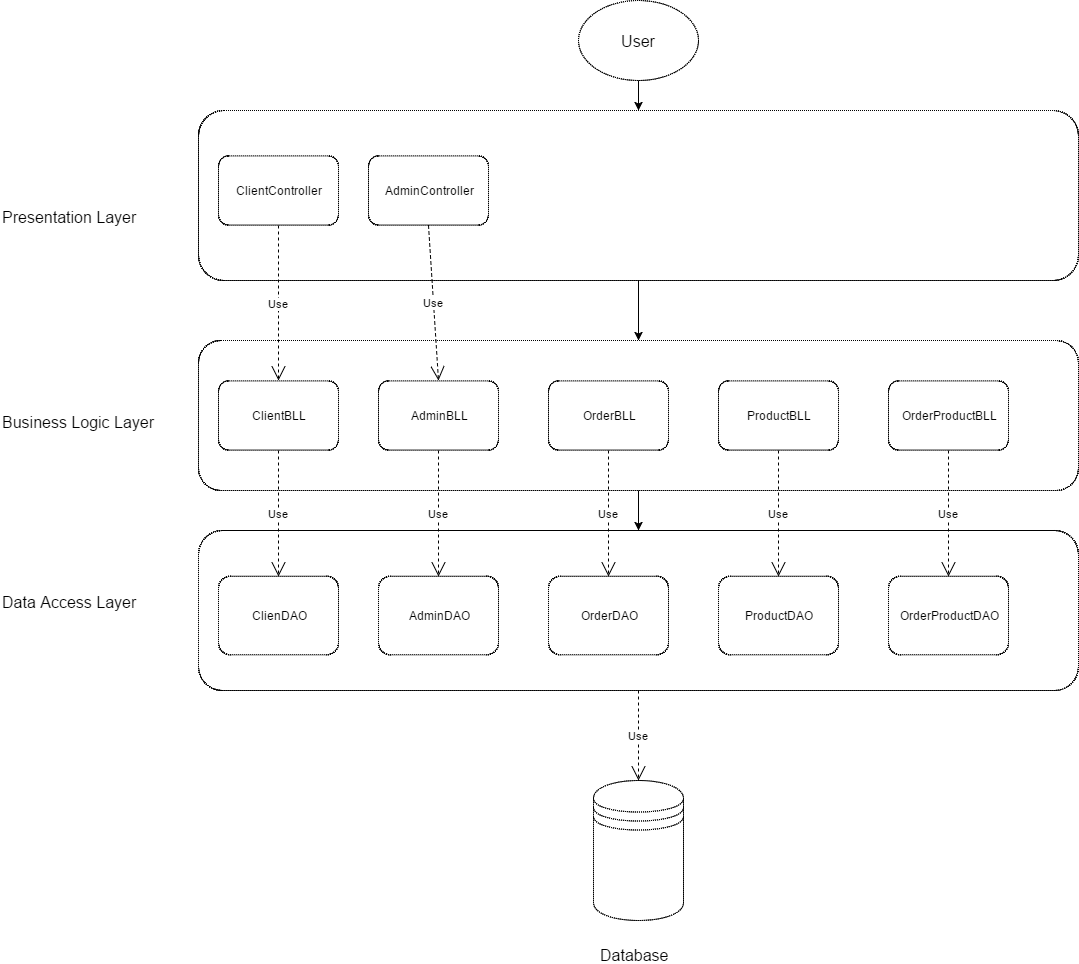 User
ClientController
AdminController
Presentation Layer
Use
Use
ClientBLL
AdminBLL
OrderBLL
ProductBLL
OrderProductBLL
Business Logic Layer
Use
Use
Use
Use
Use
Data Access Layer
ClienDAO
AdminDAO
OrderDAO
ProductDAO
OrderProductDAO
Use
Database